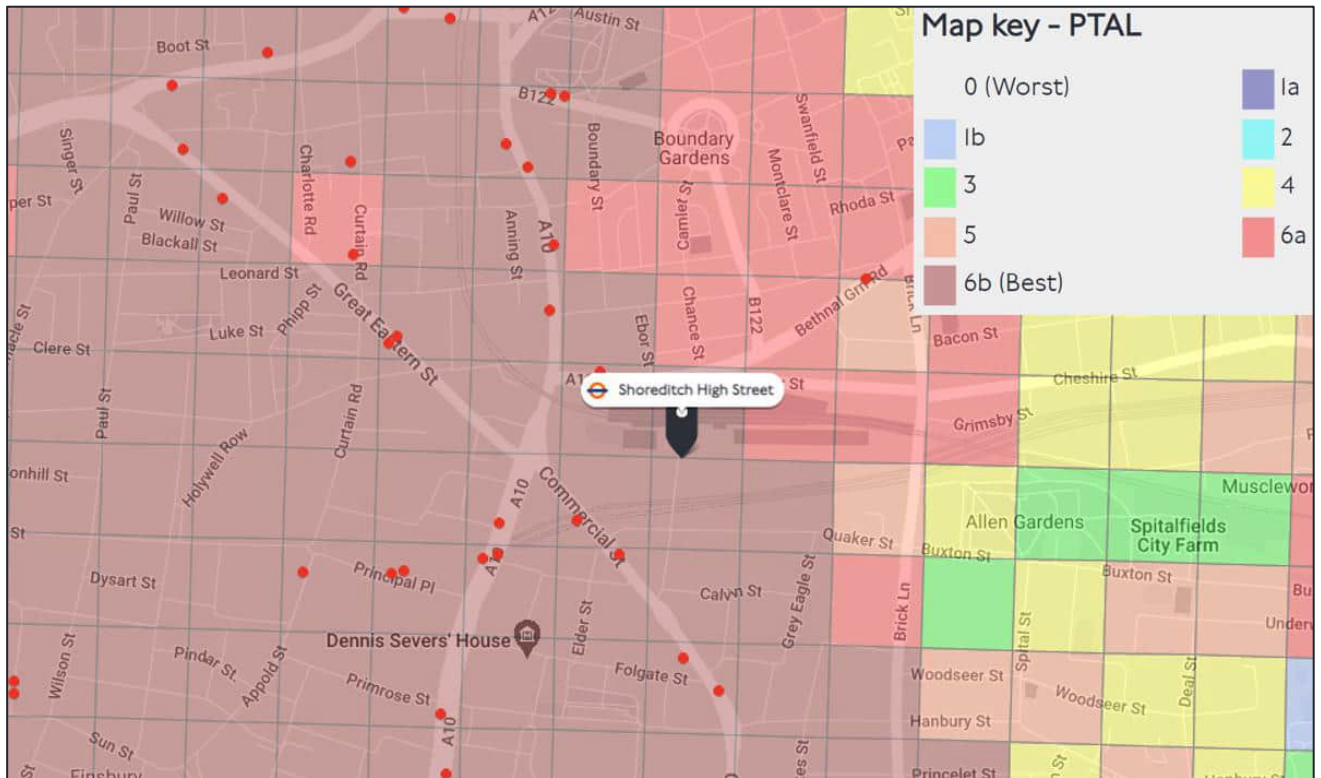 Map key - PTAL
0 (Worst)
1a
1b
2
3
4
5
6a
6b (Best)
Austin St
Boot St
B122
Boundary
Gardens
Swanfield St
Singer St
Charlotte Rd
Boundary St
Montclare St
Camlet St
Rhoda St
per St
Paul St
Willow St
Blackall St
Curtain Rd
Anning St
A10
Leonard St
Phipp St
Great Eastern St
Luke St
Clere St
Ebor St
Chance St
B122
Bethnal Grn Rd
Brick Ln
Bacon St
Cheshire St
Shoreditch High Street
St
Grimsby St
Paul St
Curtain Rd
Holywell Row
onhill St
A10
Commercial St
Allen Gardens
Spitalfields
City Farm
St
Quaker St
Buxton St
Buxton St
Dysart St
Principal Pl
Calvin St
Grey Eagle St
Brick Ln
Dennis Severs' House
Elder St
Spital St
Wilson St
Pindar St
Appold St
Primrose St
Folgate St
Woodseer St
Woodseer St
Deal St
Hanbury St
A10
Sun St
Princelet St